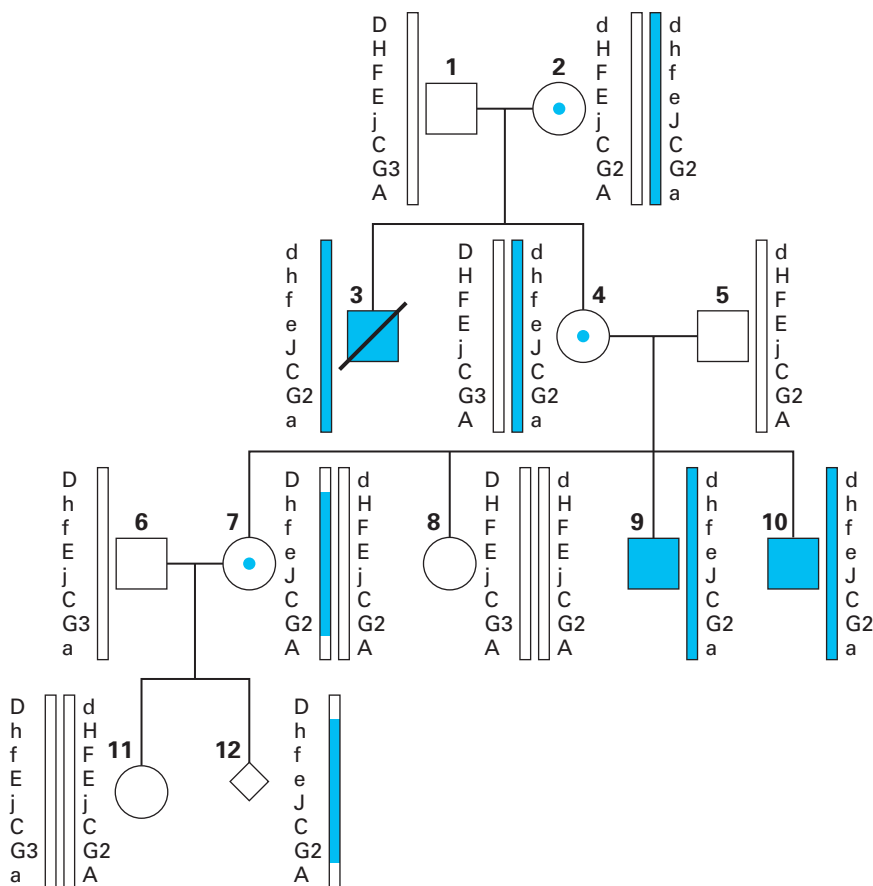 D d d
H H h
1 2
F F f
E E e
j j J
C C C
G3 G2 G2
A A a
d D d d
h H h H
f F f F
3 4 5
e E e E
J j J j
C C C C
G2 G3 G2 G2
a A a A
D D d D d d d
h h H H H h h
f f F F F f f
6 7 8 9 10
E e E E E e e
j J j j j J J
C C C C C C C
G3 G2 G2 G3 G2 G2 G2
a A A A A a a
D d D
h H h
f F 11 12 f
E E e
j j J
C C C
G3 G2 G2
a A A